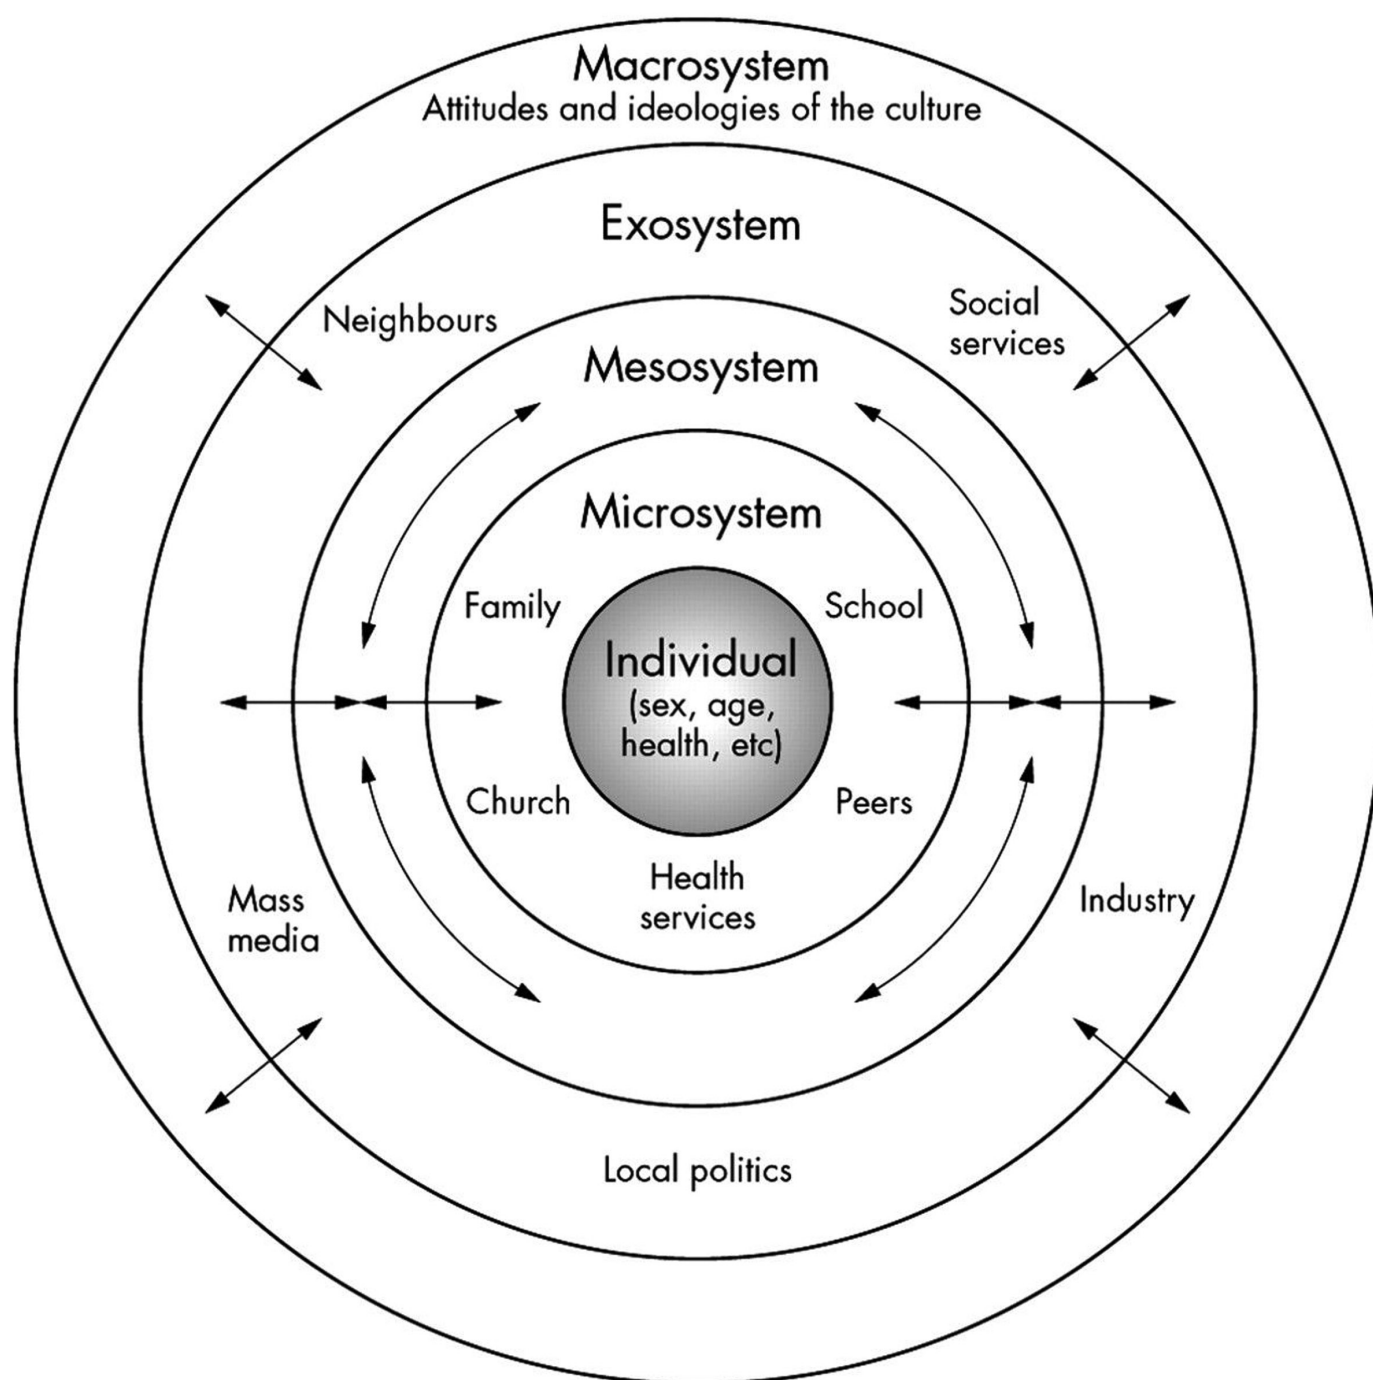 Macrosystem
Attitudes and ideologies of the culture
Exosystem
Neighbours
Social
services
Mesosystem
Microsystem
Family
School
Individual
(sex, age,
health, etc)
Church
Peers
Health
services
Mass
media
Industry
Local politics